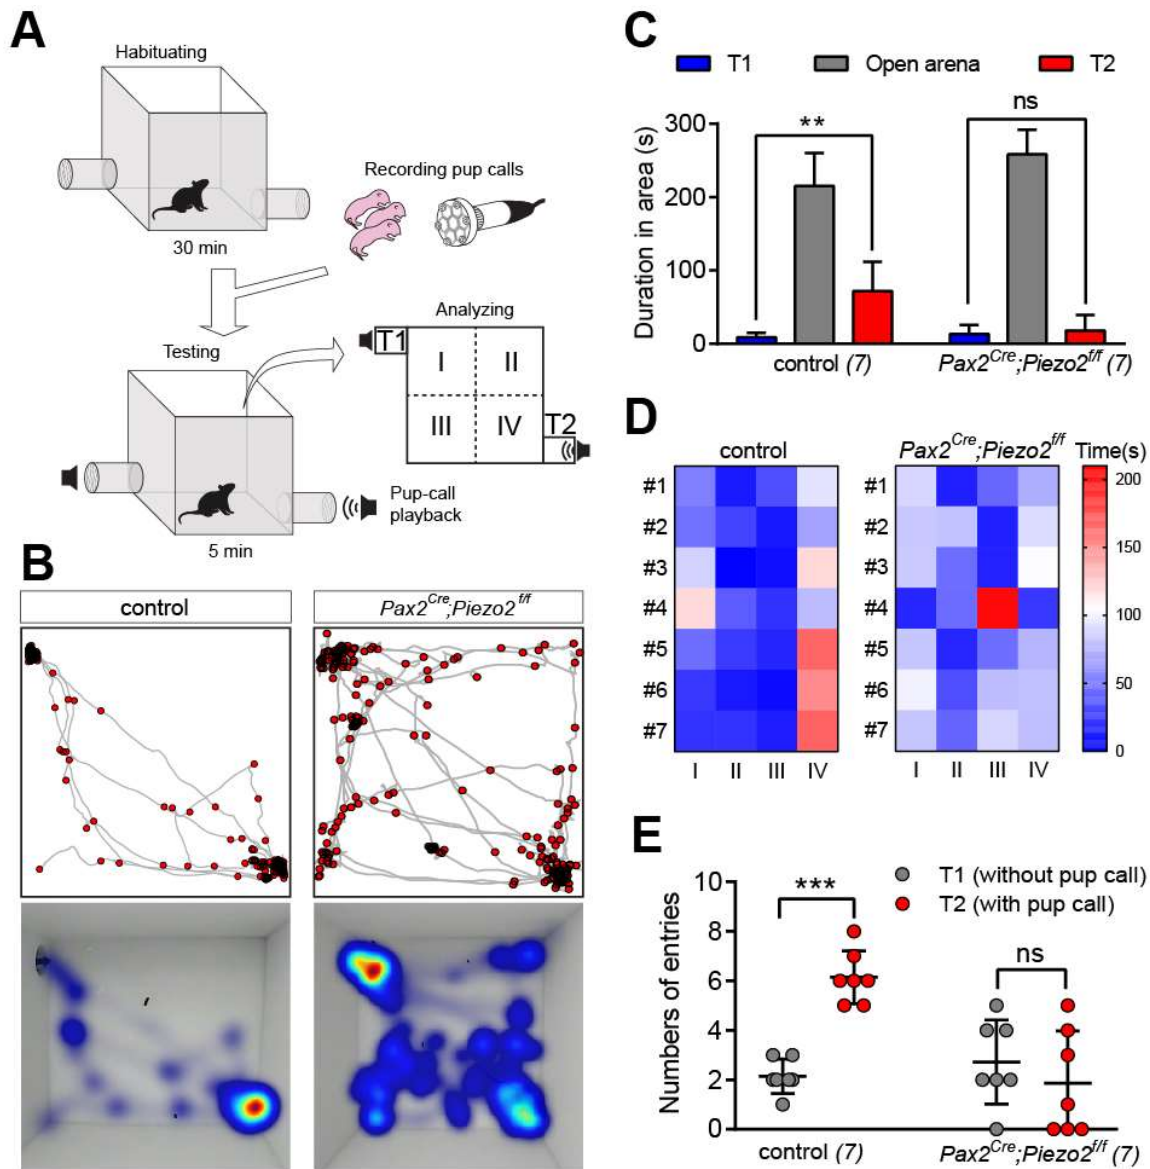 A
Habituating
30 min
Recording pup calls
Testing
5 min
Pup-call
playback
Analyzing
T1
I
II
III
IV
T2
B
control
Pax2Cre;Piezo2f/f
C
T1
Open arena
T2
Duration in area (s)
300
200
100
0
**
ns
control (7)
Pax2Cre;Piezo2f/f (7)
D
control
Pax2Cre;Piezo2f/f
Time(s)
#1
#2
#3
#4
#5
#6
#7
I II III IV
#1
#2
#3
#4
#5
#6
#7
I II III IV
200
150
100
50
0
E
T1 (without pup call)
T2 (with pup call)
Numbers of entries
10
8
6
4
2
0
***
ns
control (7)
Pax2Cre;Piezo2f/f (7)